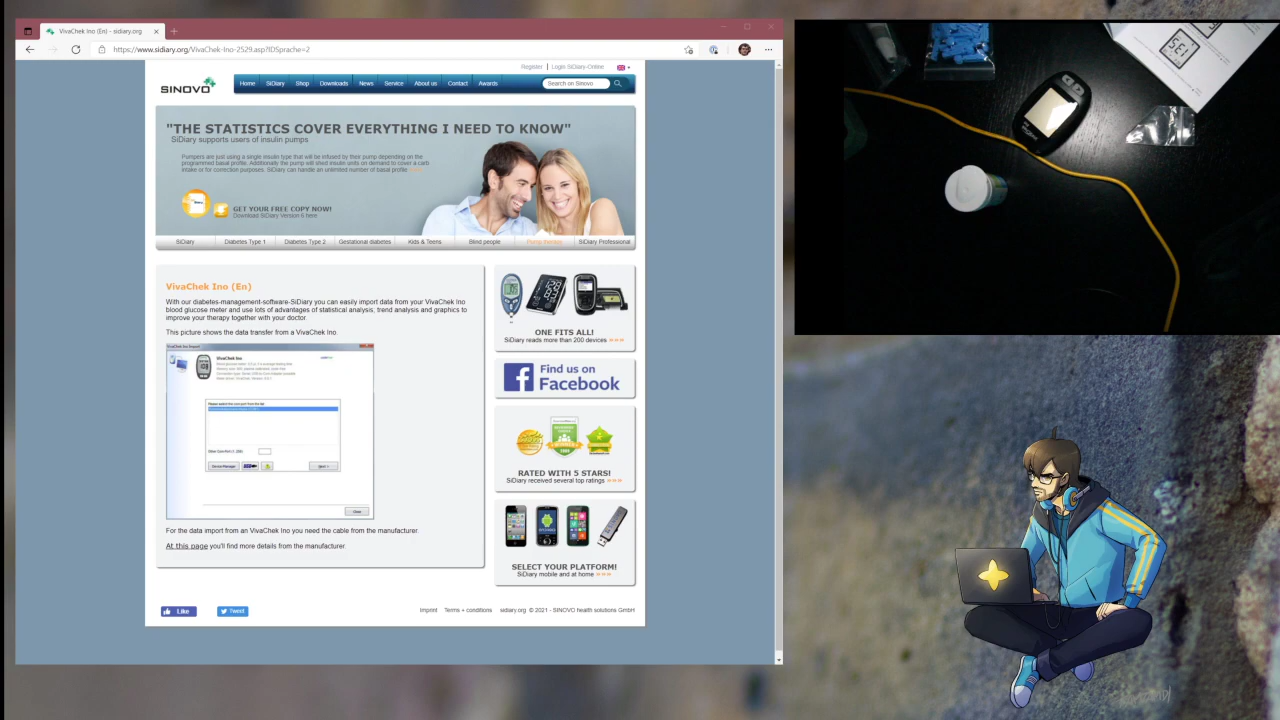 VivaChek Ino (En) - sidiary.org
https://www.sidiary.org/VivaChek-Ino-2529.asp?IDSprache=2
Register | Login SiDiary-Online
SINOVO
Home SiDiary Shop Downloads News Service About us Contact Awards
Search on Sinovo
"THE STATISTICS COVER EVERYTHING I NEED TO KNOW"
SiDiary supports users of insulin pumps
Pumpers are just using a single insulin type that will be infused by their pump depending on the
programmed basal profile. Additionally the pump will shed insulin units on demand to cover a carb
intake or for correction purposes. SiDiary can handle an unlimited number of basal profile »»»
GET YOUR FREE COPY NOW!
Download SiDiary Version 6 here
SiDiary Diabetes Type 1 Diabetes Type 2 Gestational diabetes Kids & Teens Blind people Pump therapy SiDiary Professional
VivaChek Ino (En)
With our diabetes-management-software-SiDiary you can easily import data from your VivaChek Ino
blood glucose meter and use lots of advantages of statistical analysis, trend analysis and graphics to
improve your therapy together with your doctor.
This picture shows the data transfer from a VivaChek Ino.
VivaChek Ino
Please select the com port from the list
Device Manager
Next >
Close
For the data import from an VivaChek Ino you need the cable from the manufacturer.
At this page you'll find more details from the manufacturer.
ONE FITS ALL!
SiDiary reads more than 200 devices »»»
Find us on
Facebook
RATED WITH 5 STARS!
SiDiary received several top ratings »»»
SELECT YOUR PLATFORM!
SiDiary mobile and at home »»»
Like
Tweet
Imprint Terms + conditions sidiary.org © 2021 - SINOVO health solutions GmbH